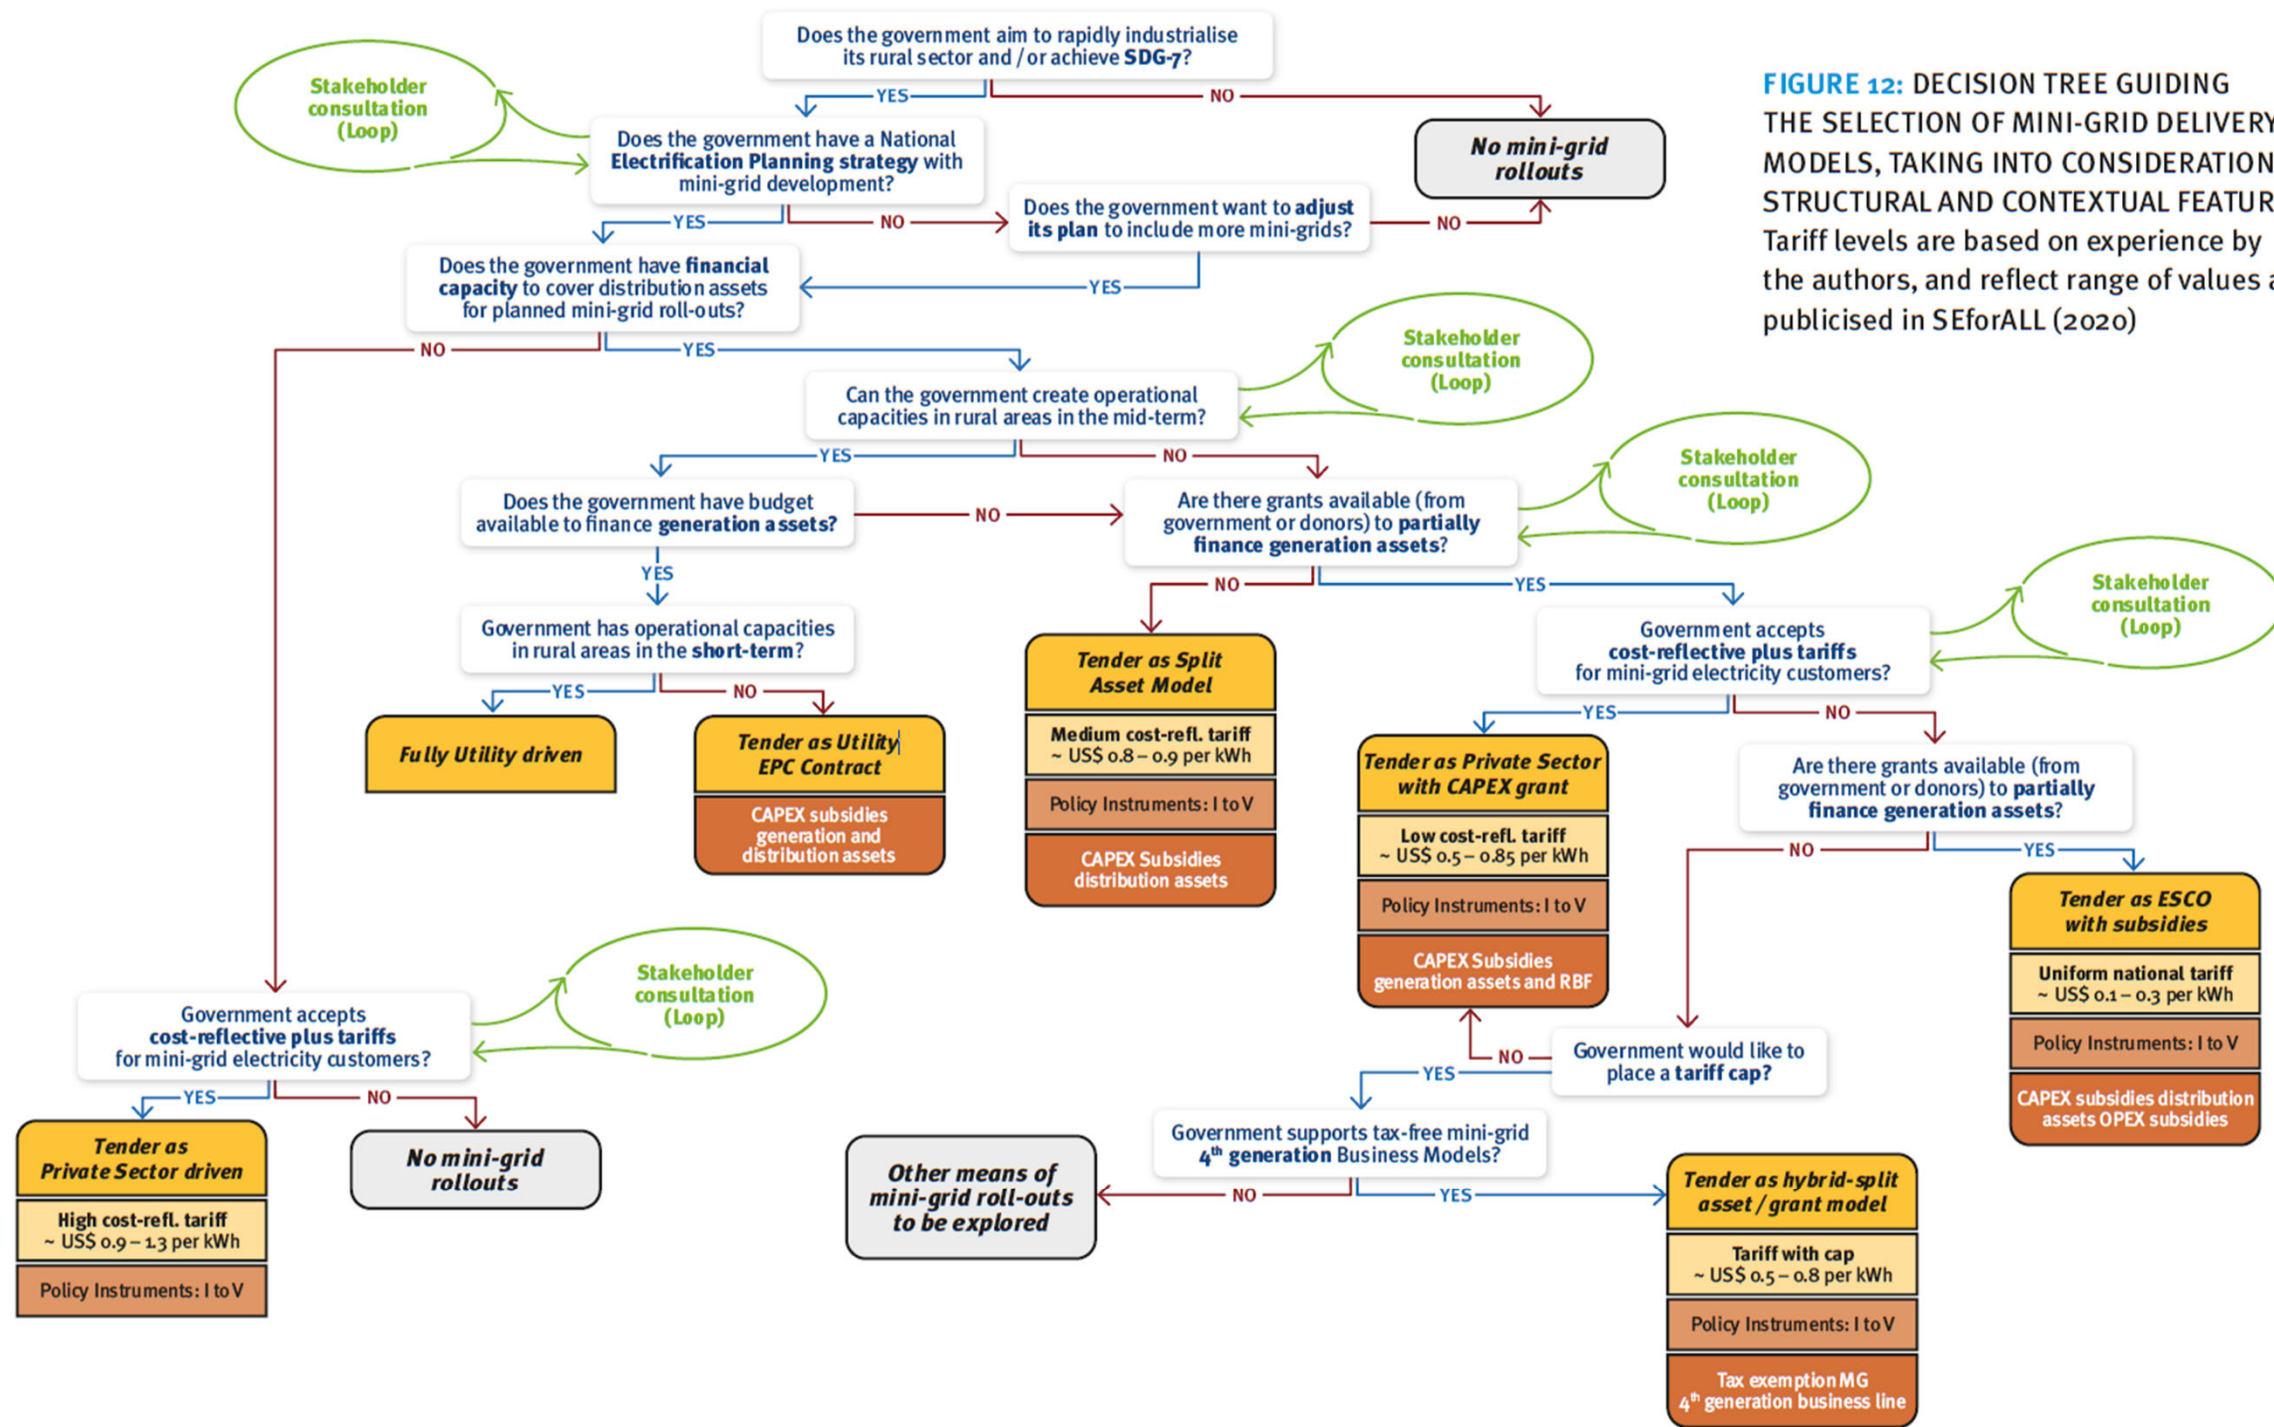 Does the government aim to rapidly industrialise
its rural sector and / or achieve SDG-7?
FIGURE 12: DECISION TREE GUIDING
THE SELECTION OF MINI-GRID DELIVERY
MODELS, TAKING INTO CONSIDERATION
STRUCTURAL AND CONTEXTUAL FEATUR
Tariff levels are based on experience by
the authors, and reflect range of values a
publicised in SEforALL (2020)
YES
NO
Stakeholder
consultation
(Loop)
Does the government have a National
Electrification Planning strategy with
mini-grid development?
No mini-grid
rollouts
YES
NO
Does the government want to adjust
its plan to include more mini-grids?
NO
YES
Does the government have financial
capacity to cover distribution assets
for planned mini-grid roll-outs?
NO
YES
Can the government create operational
capacities in rural areas in the mid-term?
Stakeholder
consultation
(Loop)
YES
NO
Does the government have budget
available to finance generation assets?
NO
Are there grants available (from
government or donors) to partially
finance generation assets?
Stakeholder
consultation
(Loop)
YES
NO
YES
Government has operational capacities
in rural areas in the short-term?
YES
NO
Fully Utility driven
Tender as Utility
EPC Contract
CAPEX subsidies
generation and
distribution assets
Tender as Split
Asset Model
Medium cost-refl. tariff
~ US$ 0.8 – 0.9 per kWh
Policy Instruments: I to V
CAPEX Subsidies
distribution assets
Government accepts
cost-reflective plus tariffs
for mini-grid electricity customers?
Stakeholder
consultation
(Loop)
YES
NO
Tender as Private Sector
with CAPEX grant
Low cost-refl. tariff
~ US$ 0.5 – 0.85 per kWh
Policy Instruments: I to V
CAPEX Subsidies
generation assets and RBF
Are there grants available (from
government or donors) to partially
finance generation assets?
NO
YES
Tender as ESCO
with subsidies
Uniform national tariff
~ US$ 0.1 – 0.3 per kWh
Policy Instruments: I to V
CAPEX subsidies distribution
assets OPEX subsidies
Government would like to
place a tariff cap?
NO
YES
Government supports tax-free mini-grid
4th generation Business Models?
NO
YES
Other means of
mini-grid roll-outs
to be explored
Tender as hybrid-split
asset / grant model
Tariff with cap
~ US$ 0.5 – 0.8 per kWh
Policy Instruments: I to V
Tax exemption MG
4th generation business line
Government accepts
cost-reflective plus tariffs
for mini-grid electricity customers?
Stakeholder
consultation
(Loop)
YES
NO
Tender as
Private Sector driven
High cost-refl. tariff
~ US$ 0.9 – 1.3 per kWh
Policy Instruments: I to V
No mini-grid
rollouts